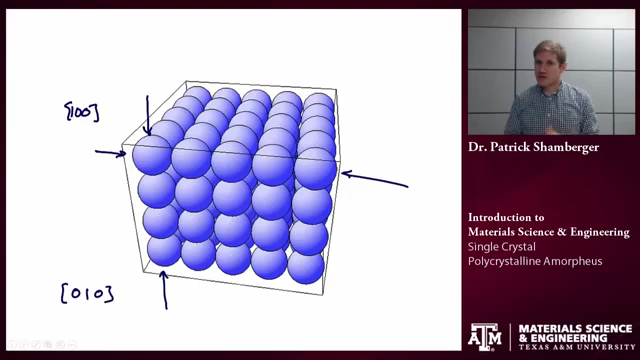 [100]
[010]
Dr. Patrick Shamberger
Introduction to
Materials Science & Engineering
Single Crystal
Polycrystalline Amorpheus
ATM
MATERIALS SCIENCE
& ENGINEERING
TEXAS A&M UNIVERSITY